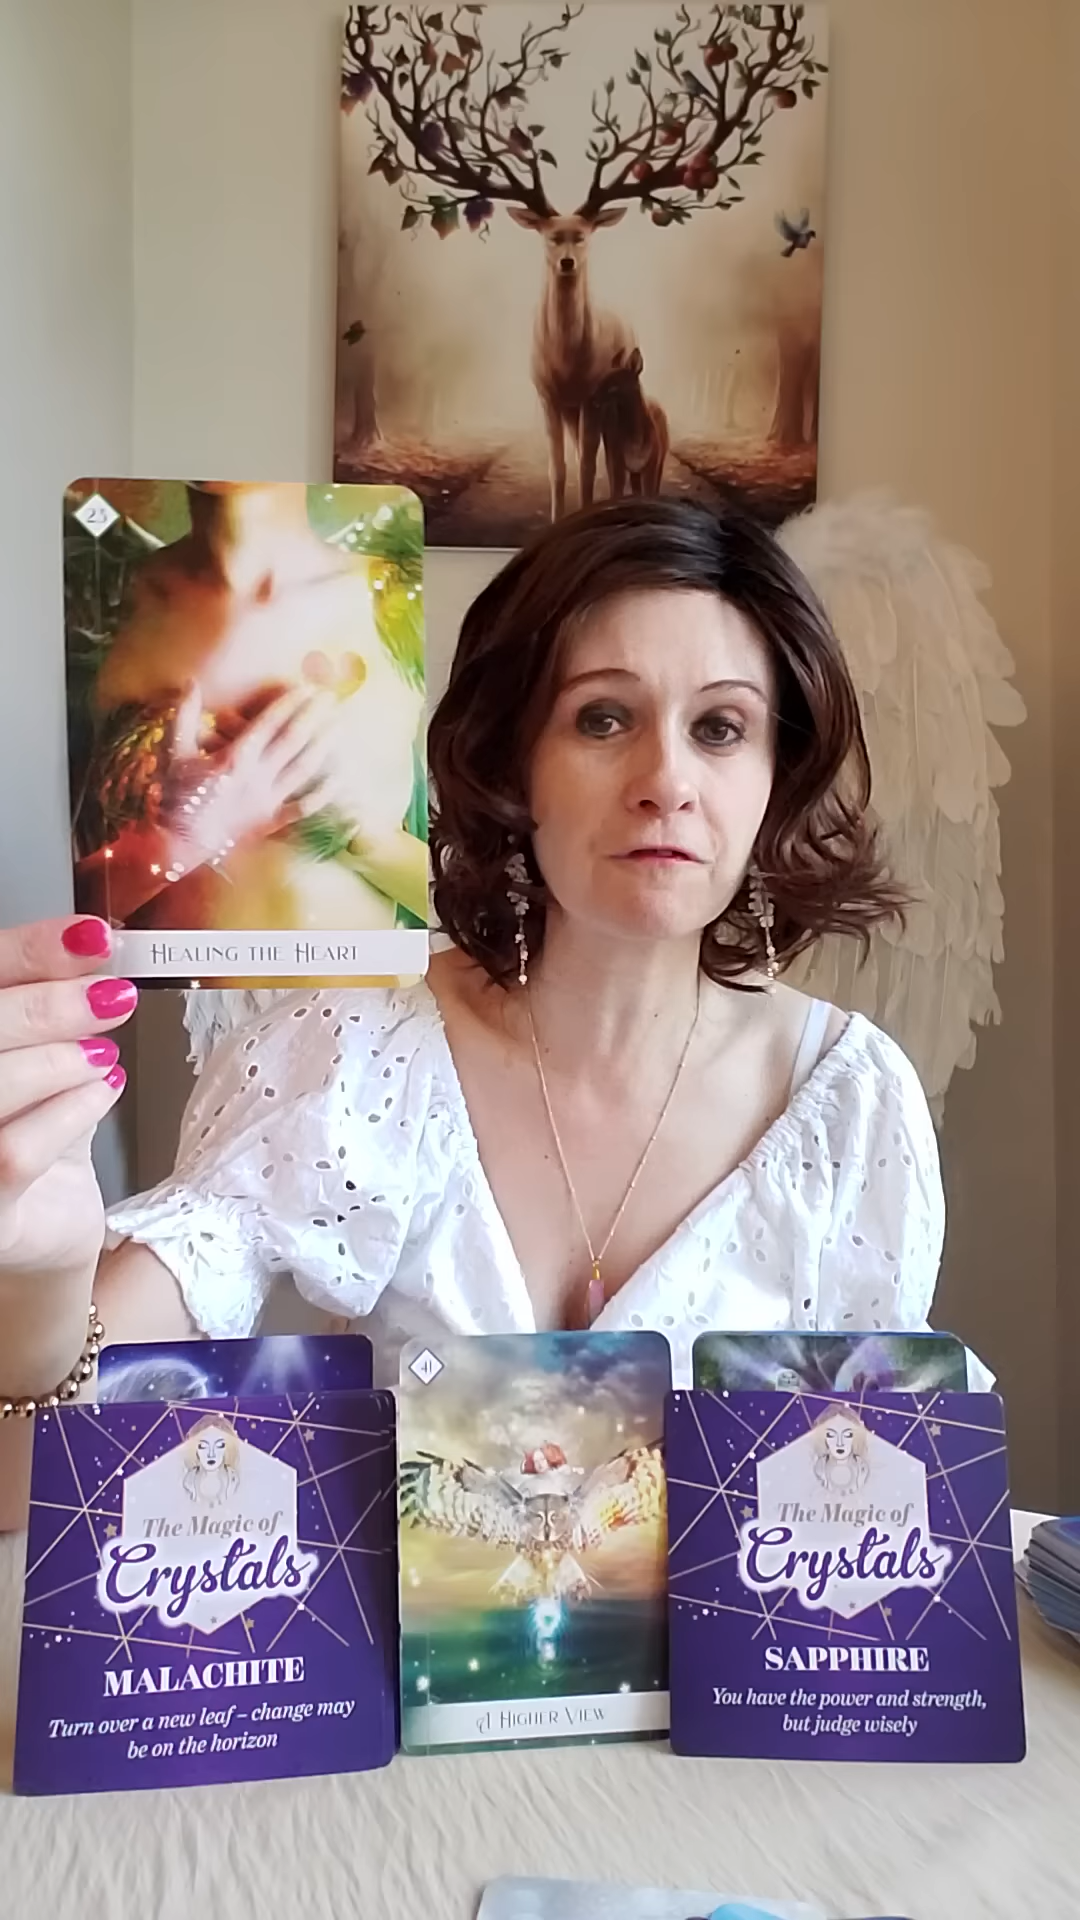 23
HEALING THE HEART
The Magic of
Crystals
MALACHITE
Turn over a new leaf – change may
be on the horizon
41
A HIGHER VIEW
The Magic of
Crystals
SAPPHIRE
You have the power and strength,
but judge wisely